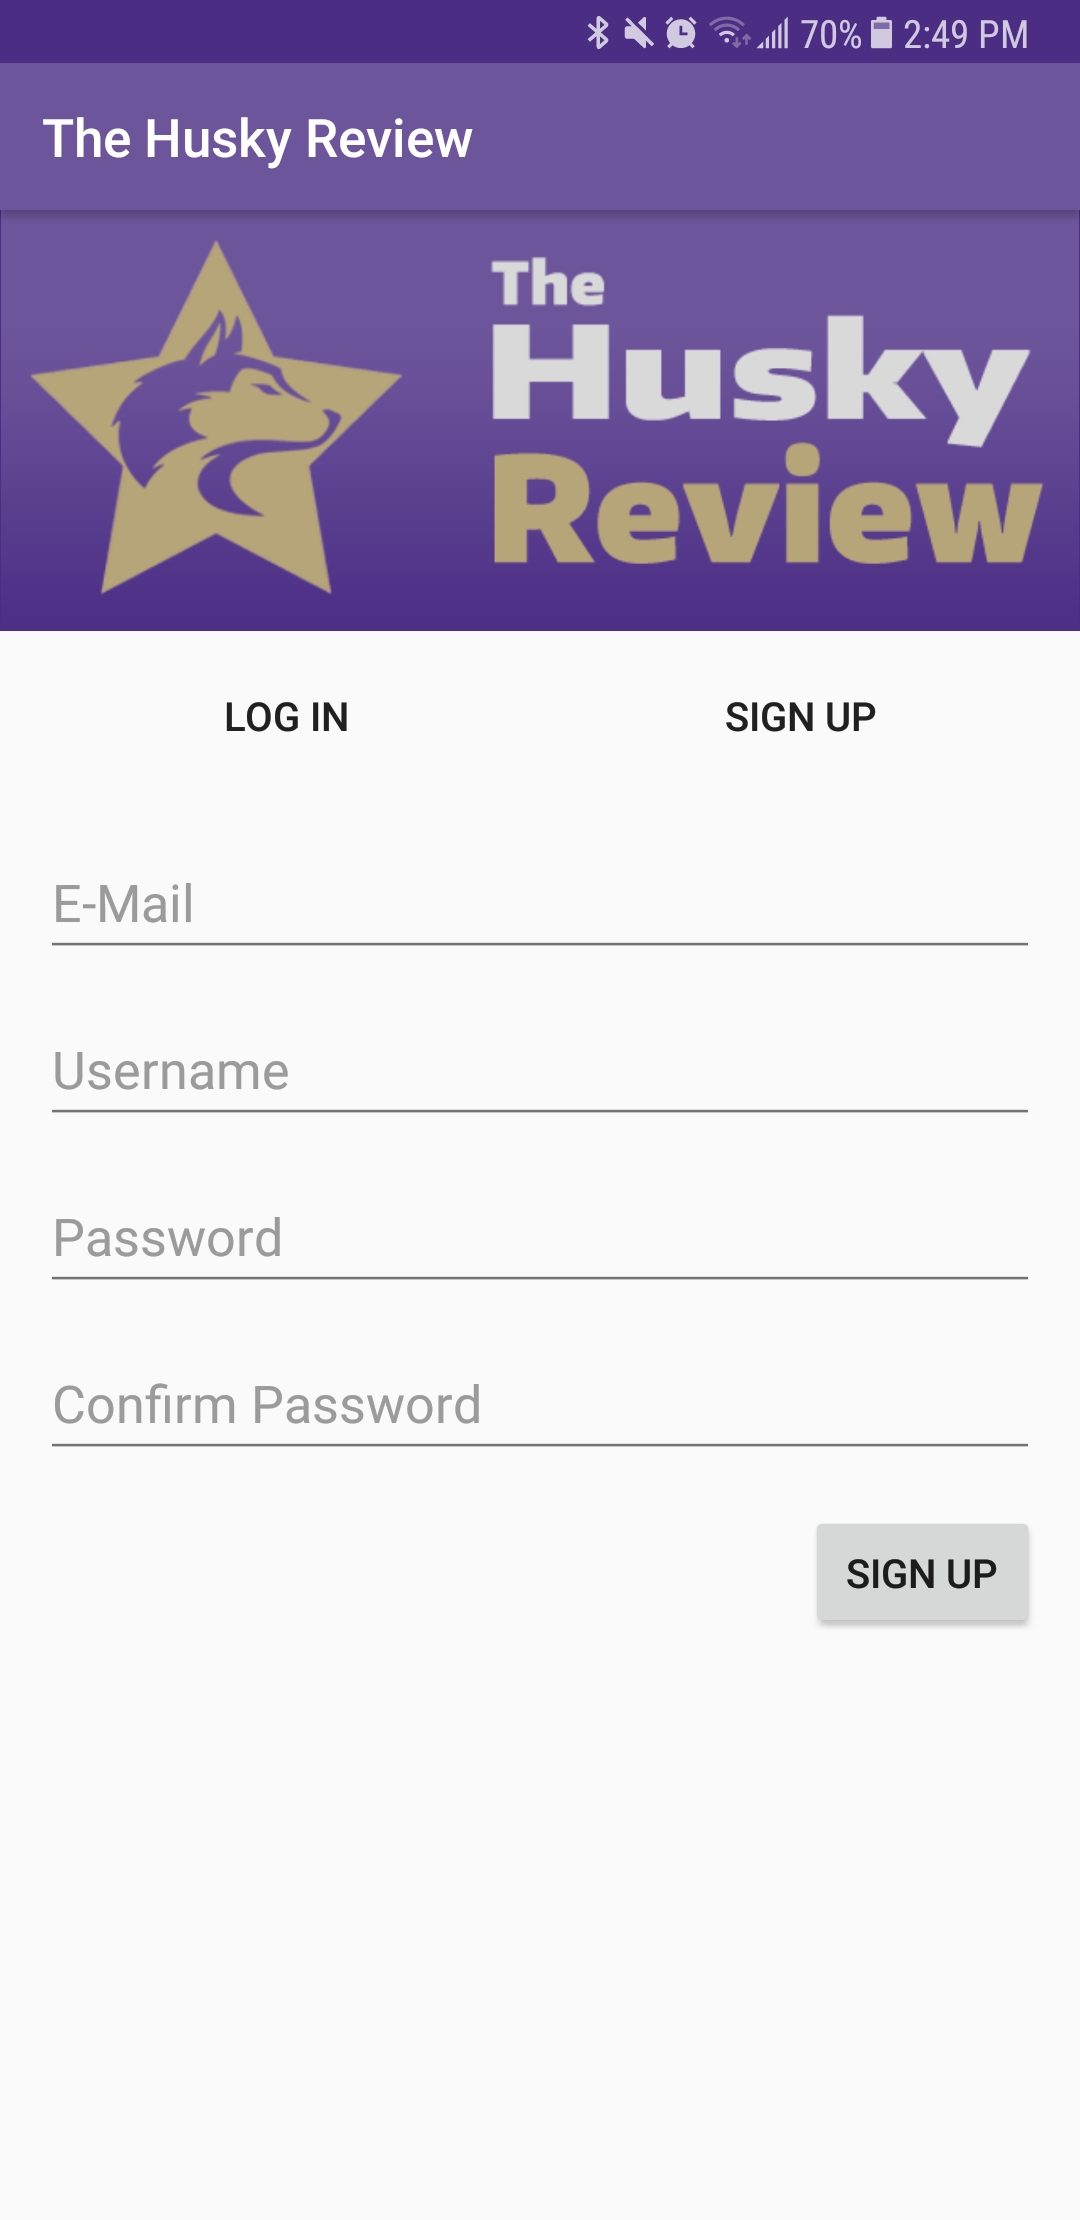 70% 2:49 PM
The Husky Review
The
Husky
Review
LOG IN SIGN UP
E-Mail
Username
Password
Confirm Password
SIGN UP